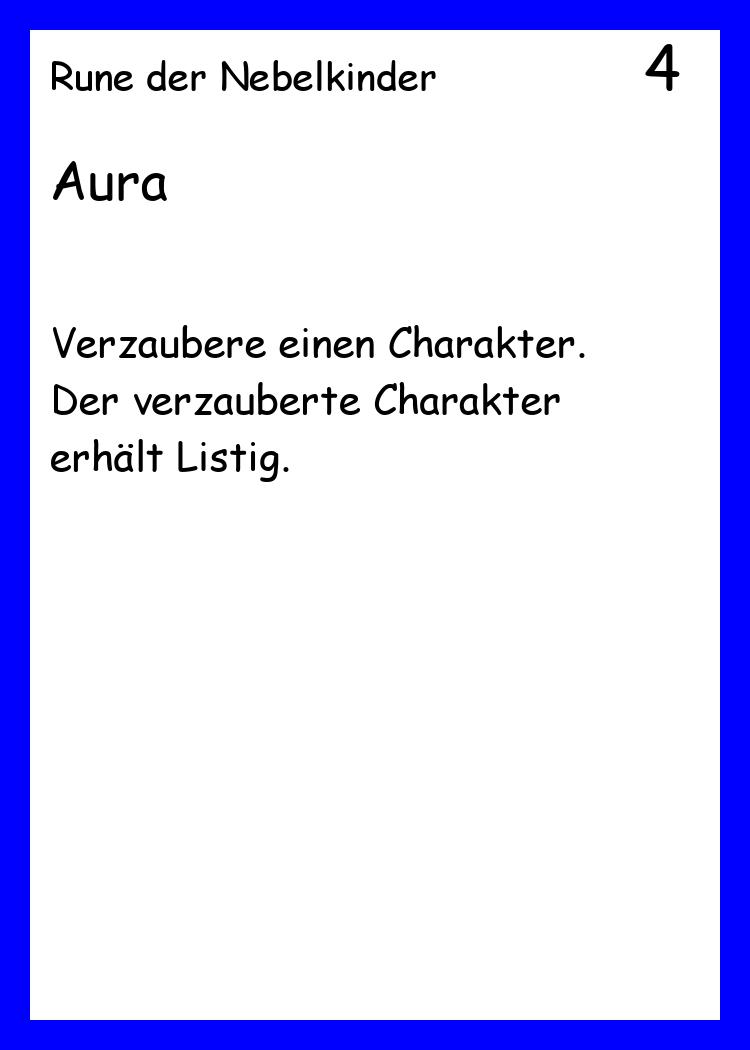 Rune der Nebelkinder 4
Aura
Verzaubere einen Charakter.
Der verzauberte Charakter
erhält Listig.